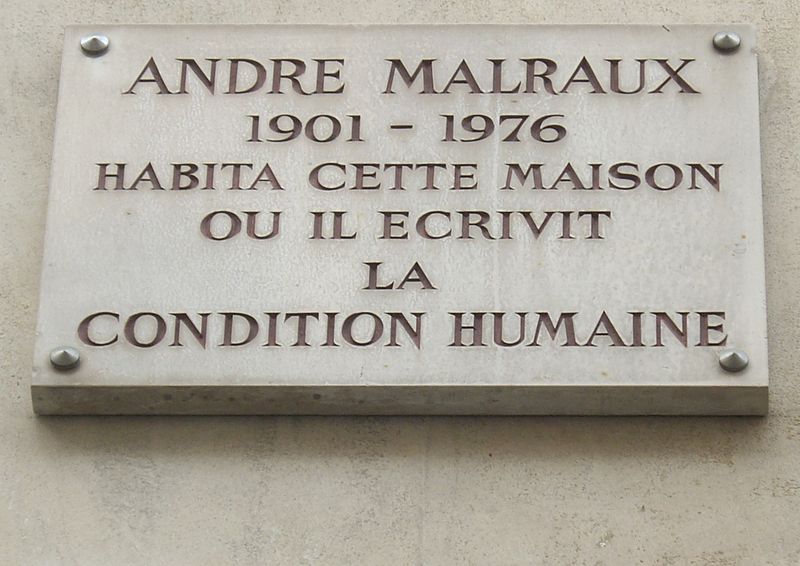 ANDRE MALRAUX
1901 - 1976
HABITA CETTE MAISON
OU IL ECRIVIT
LA
CONDITION HUMAINE